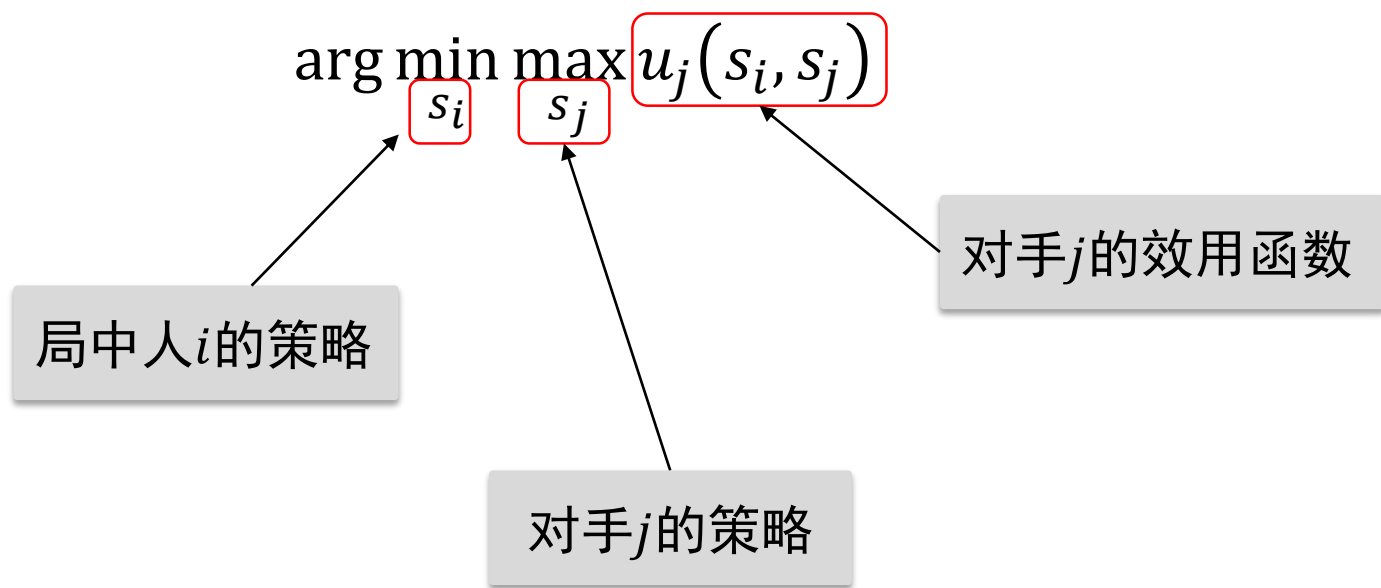 arg min max u_j(s_i, s_j)
s_i s_j
对手j的效用函数
局中人i的策略
对手j的策略